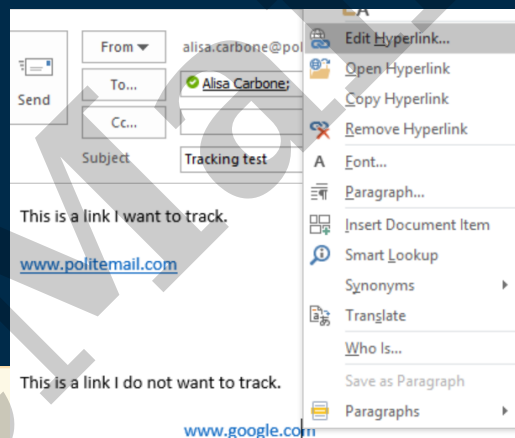 From
alisa.carbone@pol
Send
To...
Alisa Carbone;
Cc...
Subject
Tracking test
This is a link I want to track.
www.politemail.com
This is a link I do not want to track.
www.google.com
Edit Hyperlink...
Open Hyperlink
Copy Hyperlink
Remove Hyperlink
A Font...
Paragraph...
Insert Document Item
Smart Lookup
Synonyms
Translate
Who Is...
Save as Paragraph
Paragraphs